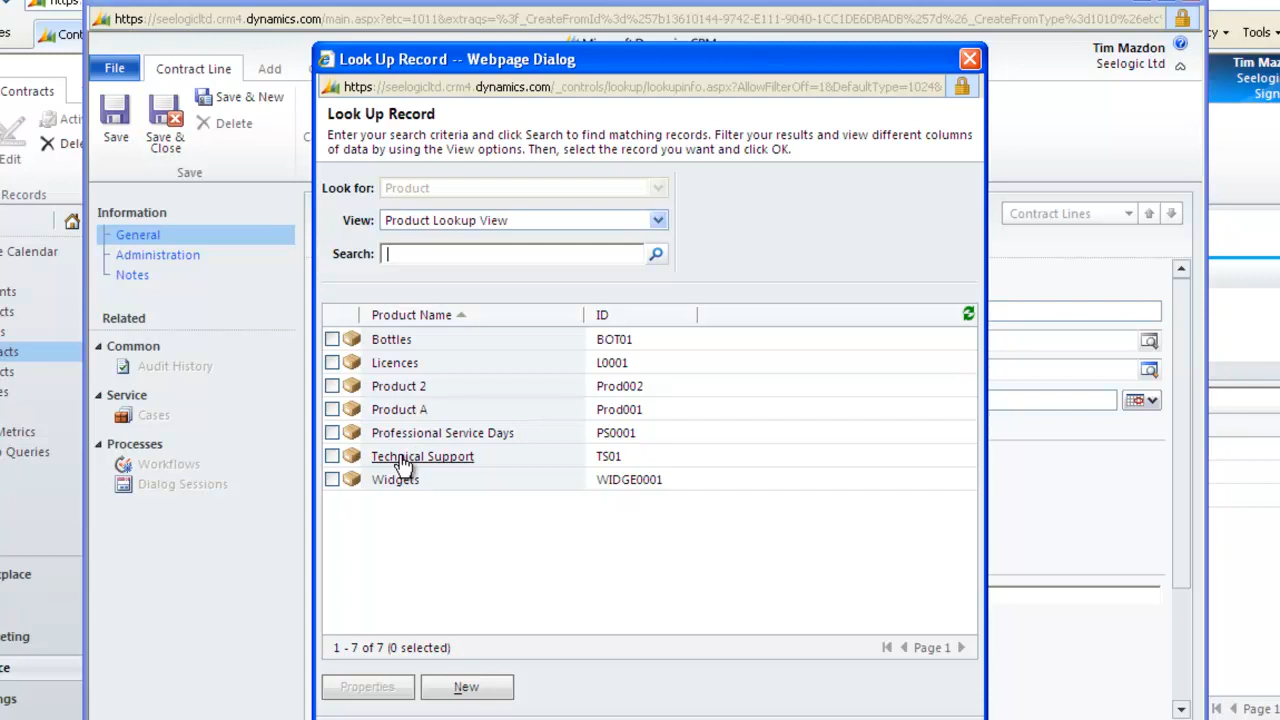 https://seelogicltd.crm4.dynamics.com/main.aspx?etc=1011&extraqs=%3f_CreateFromId%3d%257b13610144-9742-E111-9040-1CC1DE6DBADB%257d%26_CreateFromType%3d1010%26etc
File
Contract Line
Add
Tim Mazdon
Seelogic Ltd
Save
Save & Close
Save & New
Delete
Save
Look Up Record -- Webpage Dialog
https://seelogicltd.crm4.dynamics.com/_controls/lookup/lookupinfo.aspx?AllowFilterOff=1&DefaultType=1024&
Look Up Record
Enter your search criteria and click Search to find matching records. Filter your results and view different columns
of data by using the View options. Then, select the record you want and click OK.
Look for: Product
View: Product Lookup View
Search:
Product Name ID
Bottles BOT01
Licences L0001
Product 2 Prod002
Product A Prod001
Professional Service Days PS0001
Technical Support TS01
Widgets WIDGE0001
1 - 7 of 7 (0 selected)
Page 1
Properties
New
Information
General
Administration
Notes
Related
Common
Audit History
Service
Cases
Processes
Workflows
Dialog Sessions
Contract Lines
Contracts
Edit
Records
Calendar
Metrics
Queries
Tools
Tim Maz
Seelogi
Sign
Page 1